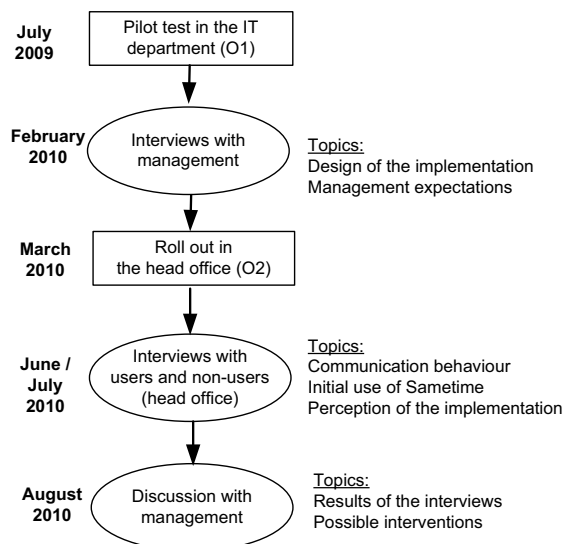 July
2009
Pilot test in the IT
department (O1)
February
2010
Interviews with
management
Topics:
Design of the implementation
Management expectations
March
2010
Roll out in
the head office (O2)
June /
July
2010
Interviews with
users and non-users
(head office)
Topics:
Communication behaviour
Initial use of Sametime
Perception of the implementation
August
2010
Discussion with
management
Topics:
Results of the interviews
Possible interventions